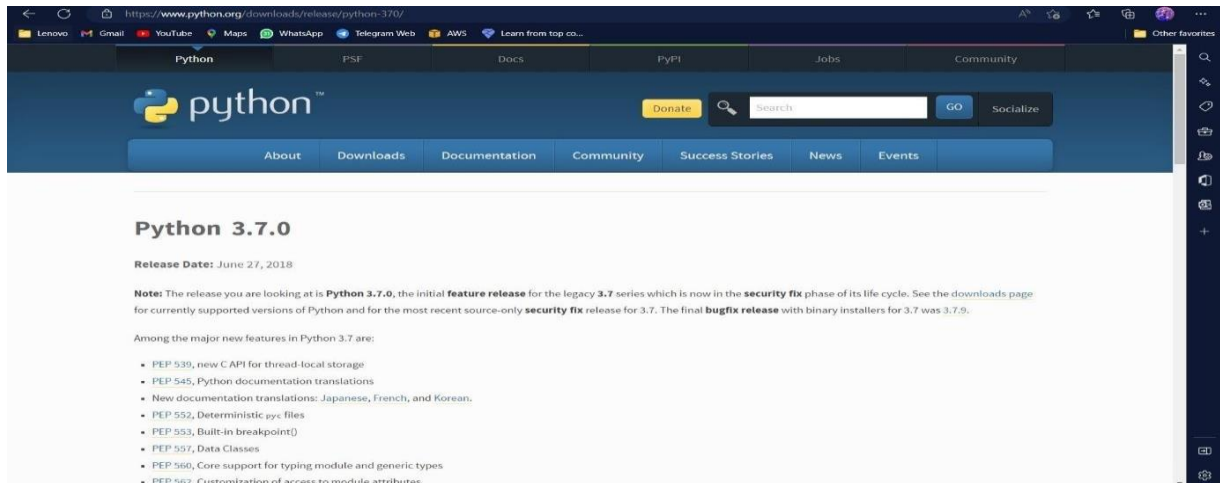 https://www.python.org/downloads/release/python-370/
Lenovo Gmail YouTube Maps WhatsApp Telegram Web AWS Learn from top co... Other favorites
Python PSF Docs PyPI Jobs Community
python™
Donate Search GO Socialize
About Downloads Documentation Community Success Stories News Events
Python 3.7.0
Release Date: June 27, 2018
Note: The release you are looking at is Python 3.7.0, the initial feature release for the legacy 3.7 series which is now in the security fix phase of its life cycle. See the downloads page
for currently supported versions of Python and for the most recent source-only security fix release for 3.7. The final bugfix release with binary installers for 3.7 was 3.7.9.
Among the major new features in Python 3.7 are:
• PEP 539, new C API for thread-local storage
• PEP 545, Python documentation translations
• New documentation translations: Japanese, French, and Korean.
• PEP 552, Deterministic pyc files
• PEP 553, Built-in breakpoint()
• PEP 557, Data Classes
• PEP 560, Core support for typing module and generic types
• PEP 562, Customization of access to module attributes